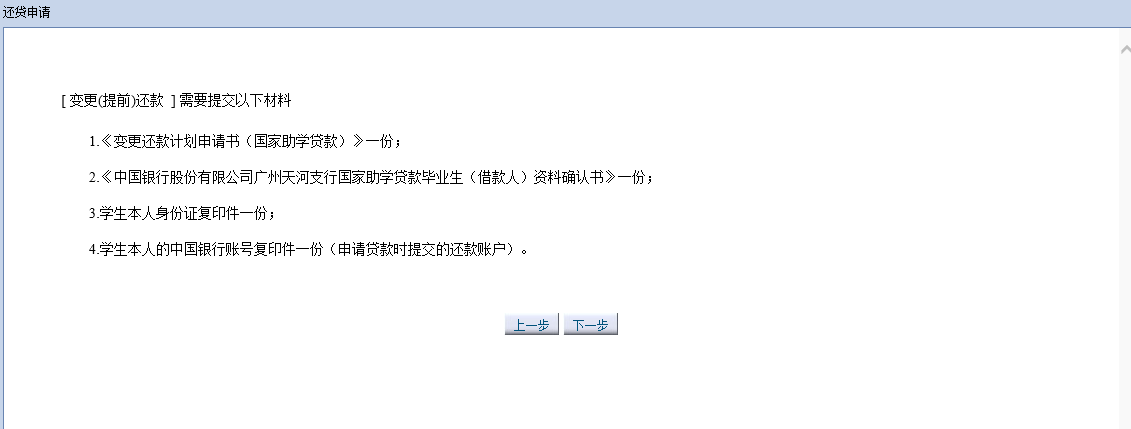 还贷申请
[ 变更(提前)还款 ] 需要提交以下材料
1.《变更还款计划申请书（国家助学贷款）》一份；
2.《中国银行股份有限公司广州天河支行国家助学贷款毕业生（借款人）资料确认书》一份；
3.学生本人身份证复印件一份；
4.学生本人的中国银行账号复印件一份（申请贷款时提交的还款账户）。
上一步 下一步